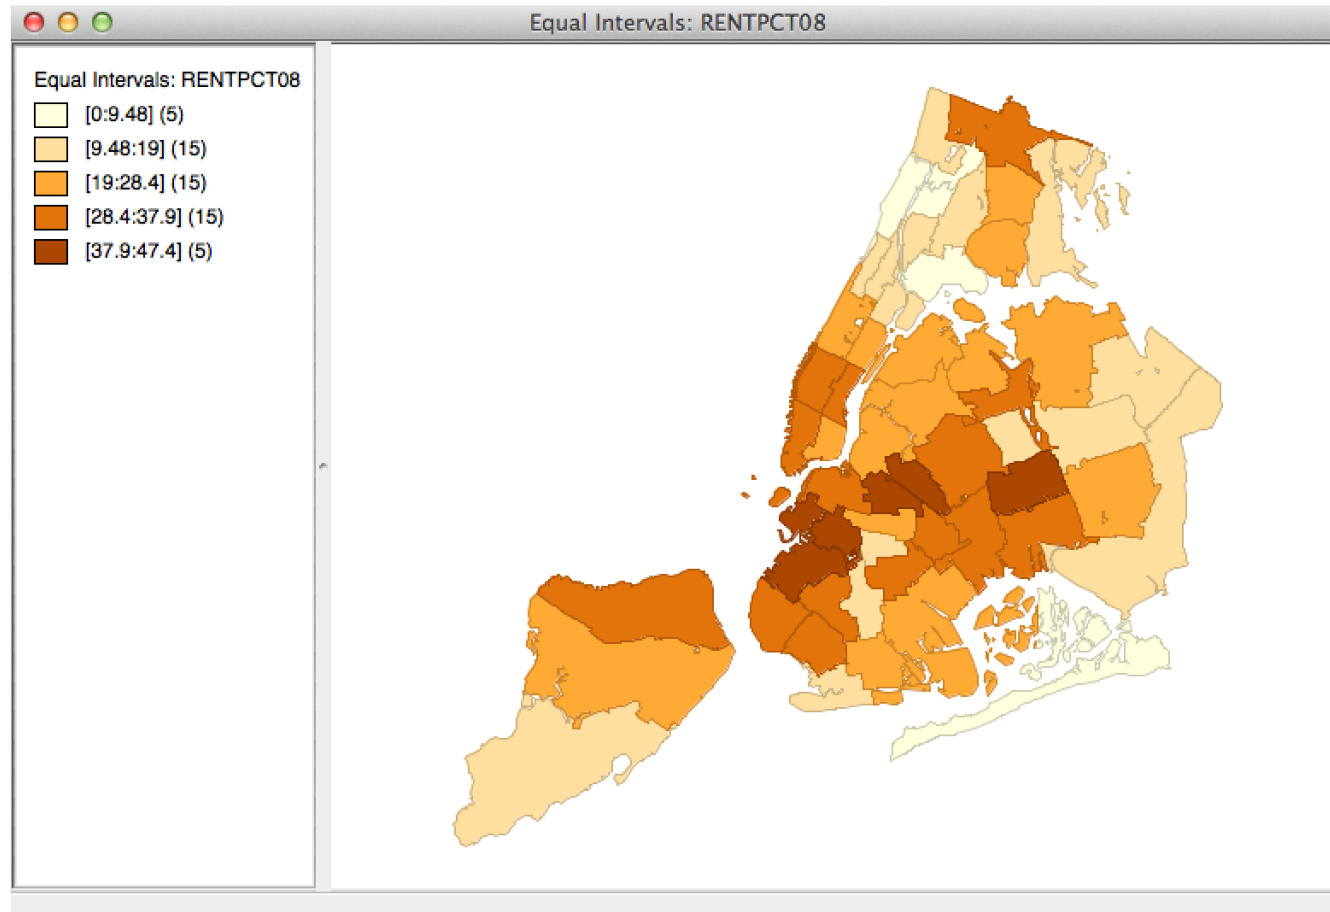 Equal Intervals: RENTPCT08
Equal Intervals: RENTPCT08
[0:9.48] (5)
[9.48:19] (15)
[19:28.4] (15)
[28.4:37.9] (15)
[37.9:47.4] (5)